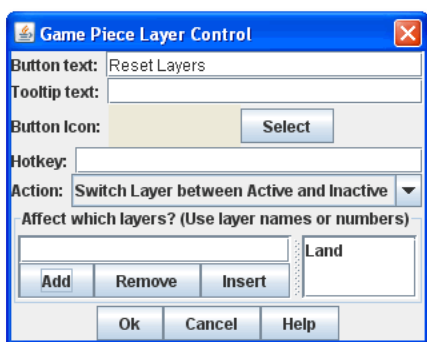 Game Piece Layer Control
Button text: Reset Layers
Tooltip text:
Button Icon: Select
Hotkey:
Action: Switch Layer between Active and Inactive
Affect which layers? (Use layer names or numbers)
Land
Add Remove Insert
Ok Cancel Help